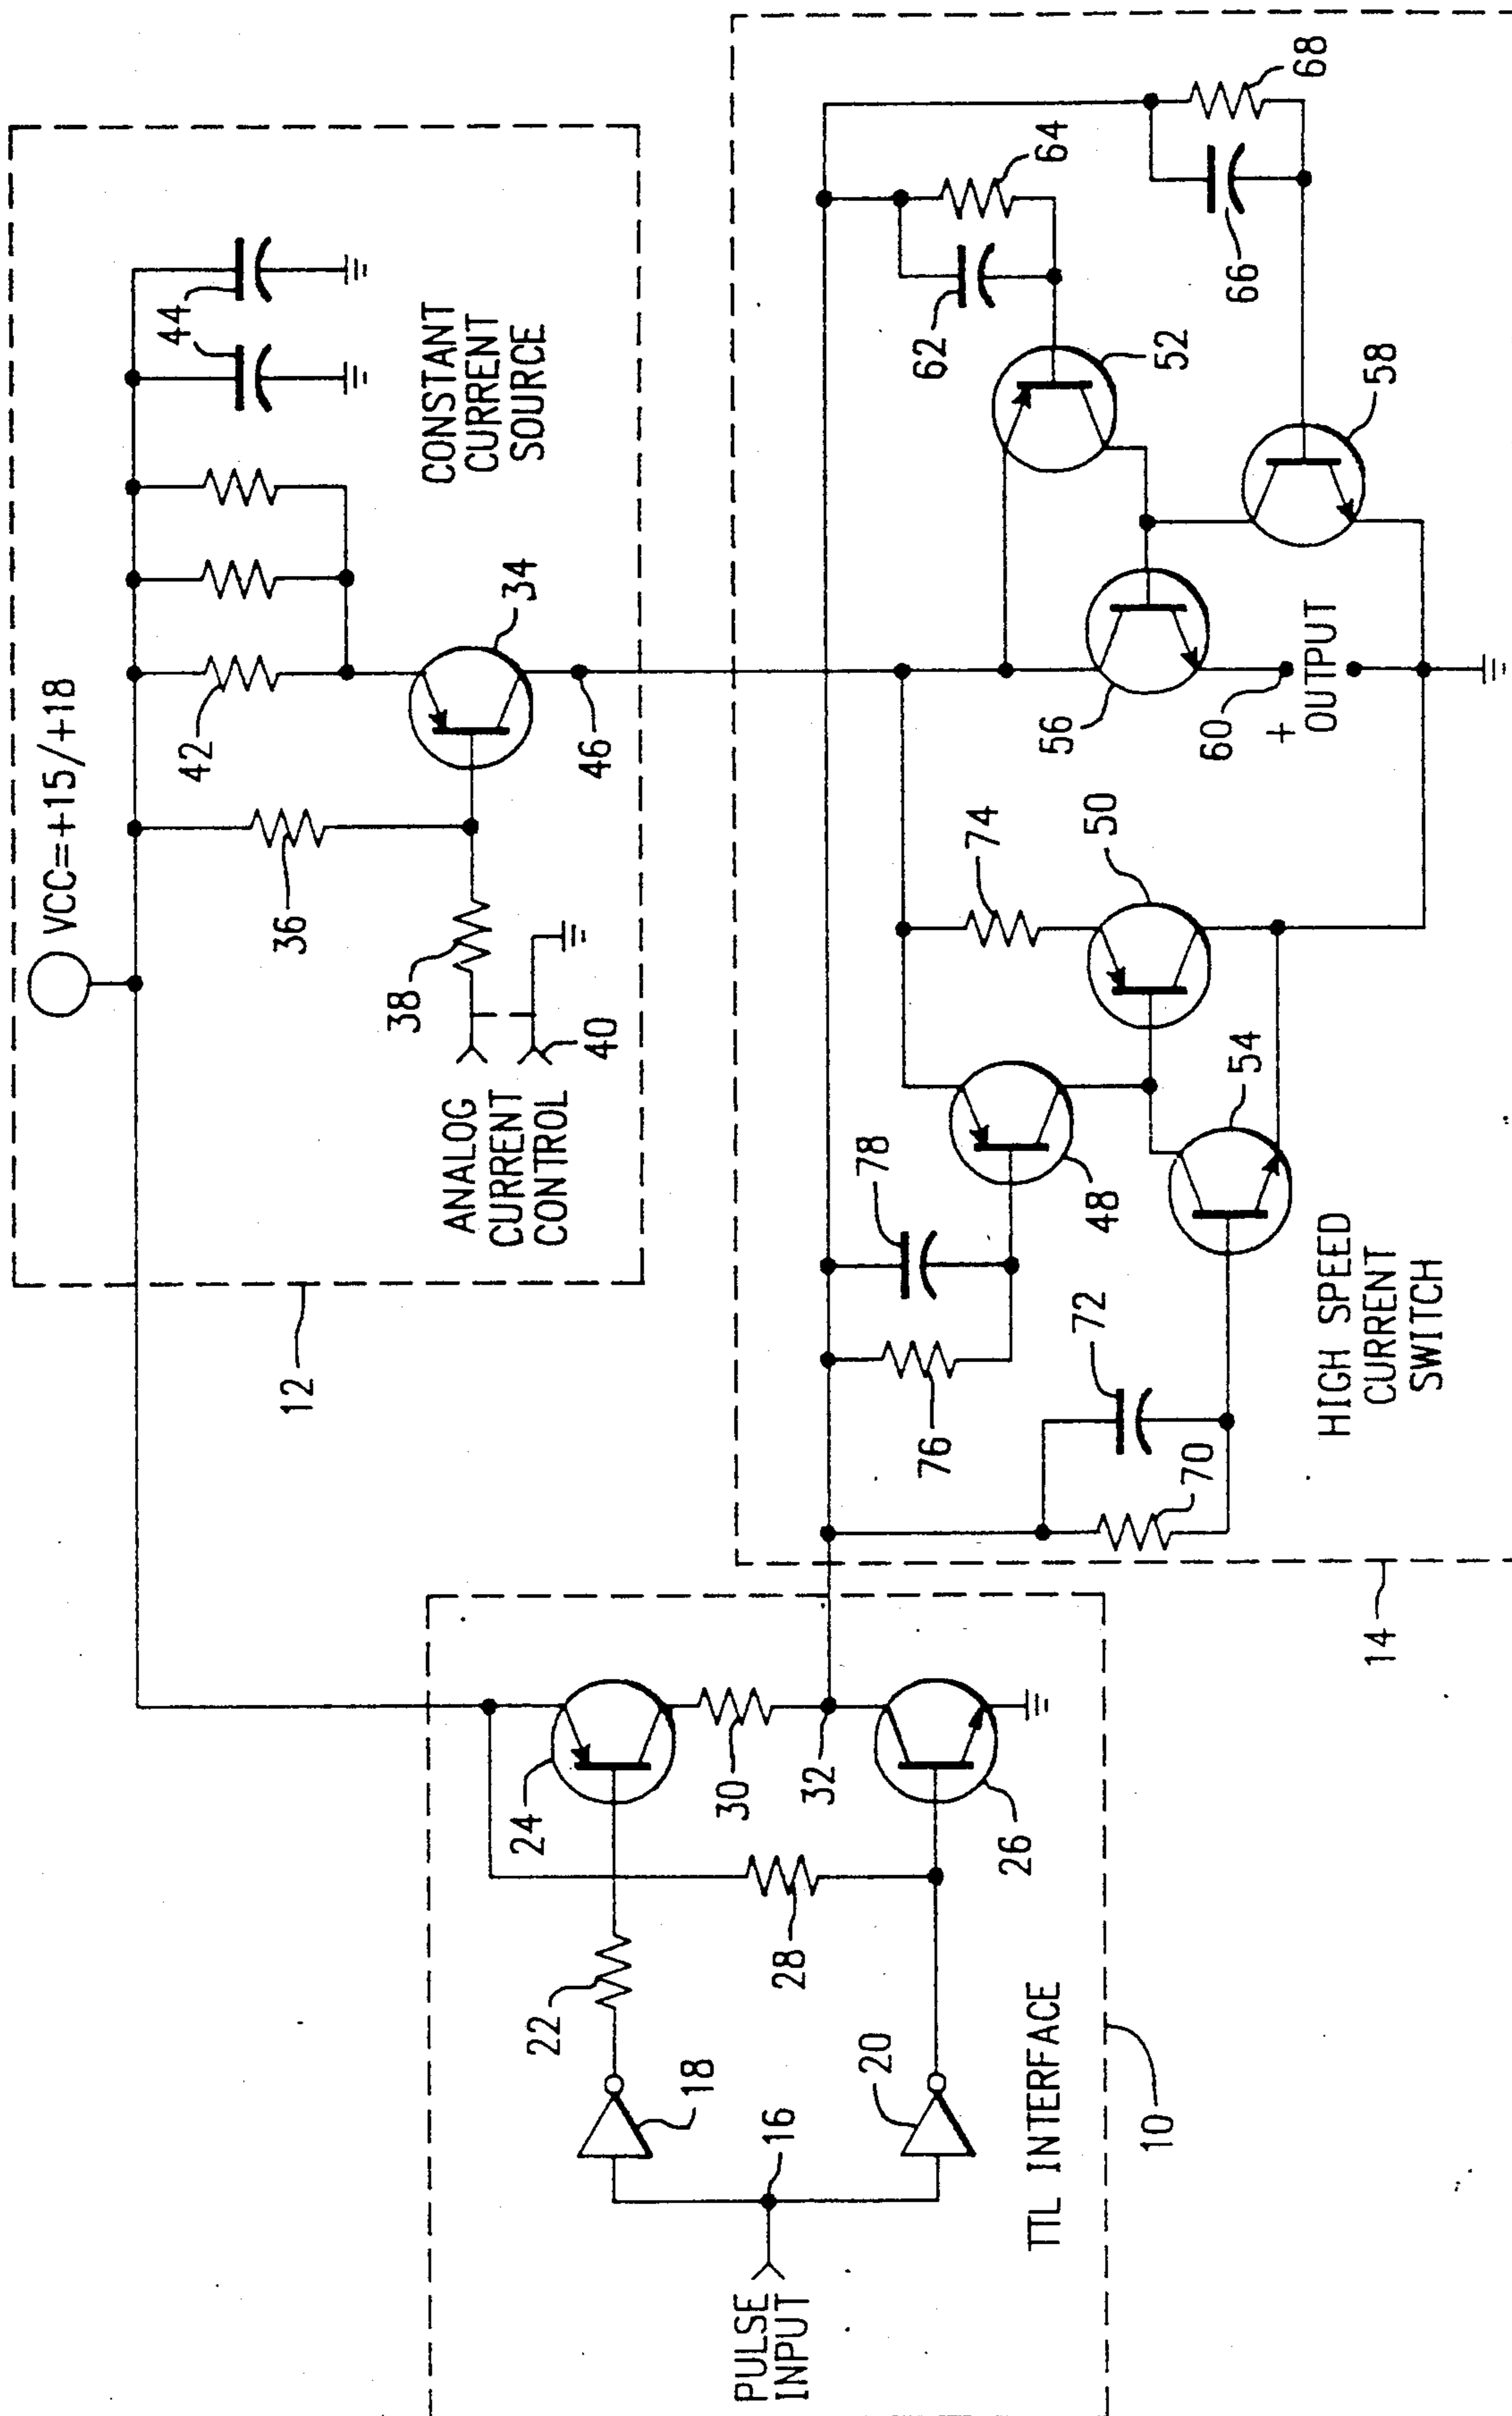 VCC=+15/+18
42
44
36
38
34
46
40
ANALOG
CURRENT
CONTROL
CONSTANT
CURRENT
SOURCE
12
24
22
30
32
28
26
18
16
20
PULSE
INPUT
TTL INTERFACE
10
78
76
48
72
70
54
74
50
56
60
+
OUTPUT
62
64
52
66
68
58
HIGH SPEED
CURRENT
SWITCH
14